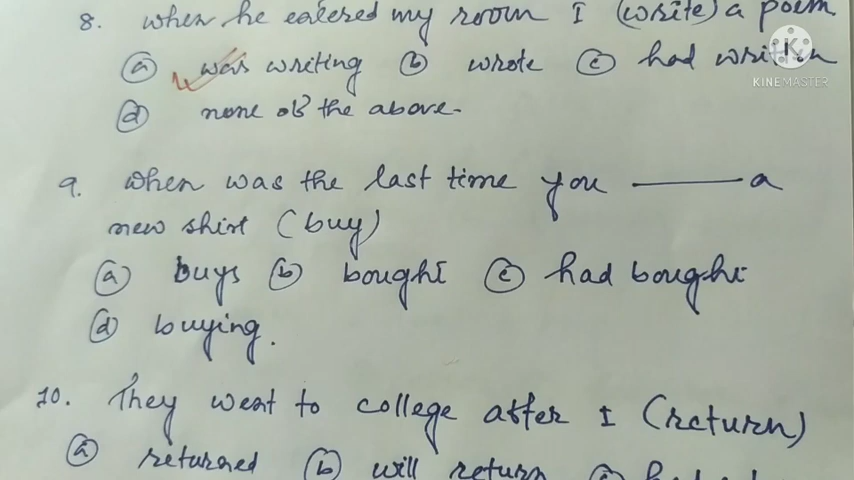 8. when he entered my room I (write) a poem
ⓐ was writing ⓑ wrote ⓒ had written
ⓓ none of the above-
KINEMASTER
9. when was the last time you ——— a
new shirt (buy)
ⓐ buys ⓑ bought ⓒ had bought
ⓓ buying.
10. They went to college after I (return)
ⓐ returned ⓑ will return ⓒ